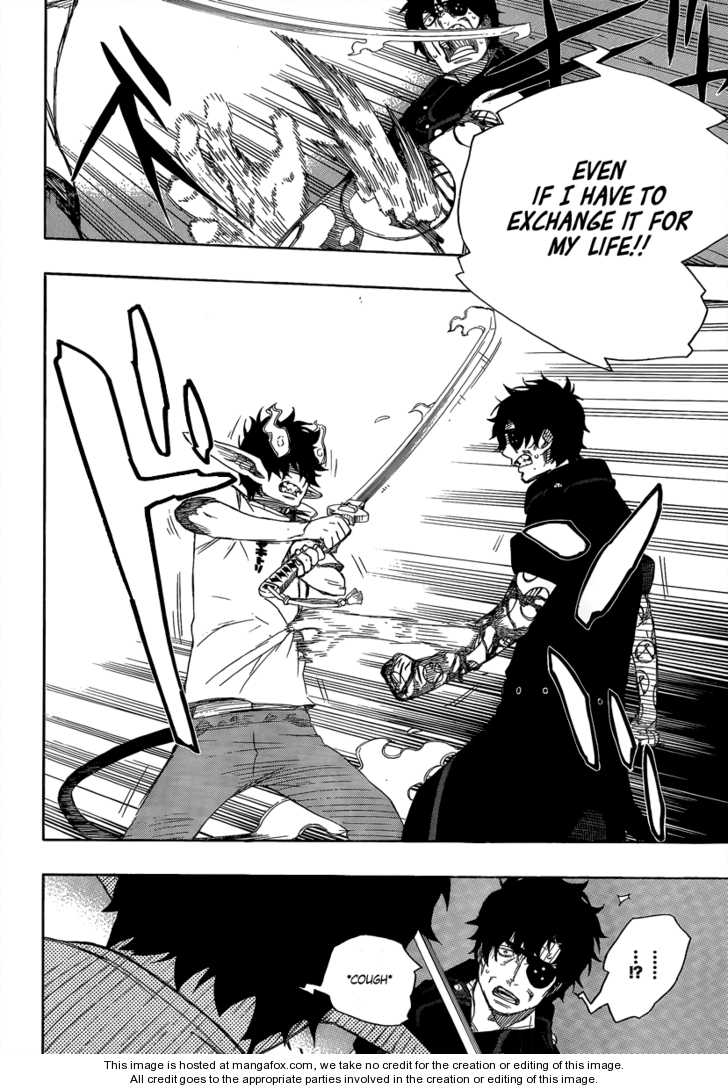 EVEN
IF I HAVE TO
EXCHANGE IT FOR
MY LIFE!!
ド
*COUGH*
……
!?
This image is hosted at mangafox.com, we take no credit for the creation or editing of this image.
All credit goes to the appropriate parties involved in the creation or editing of this image.